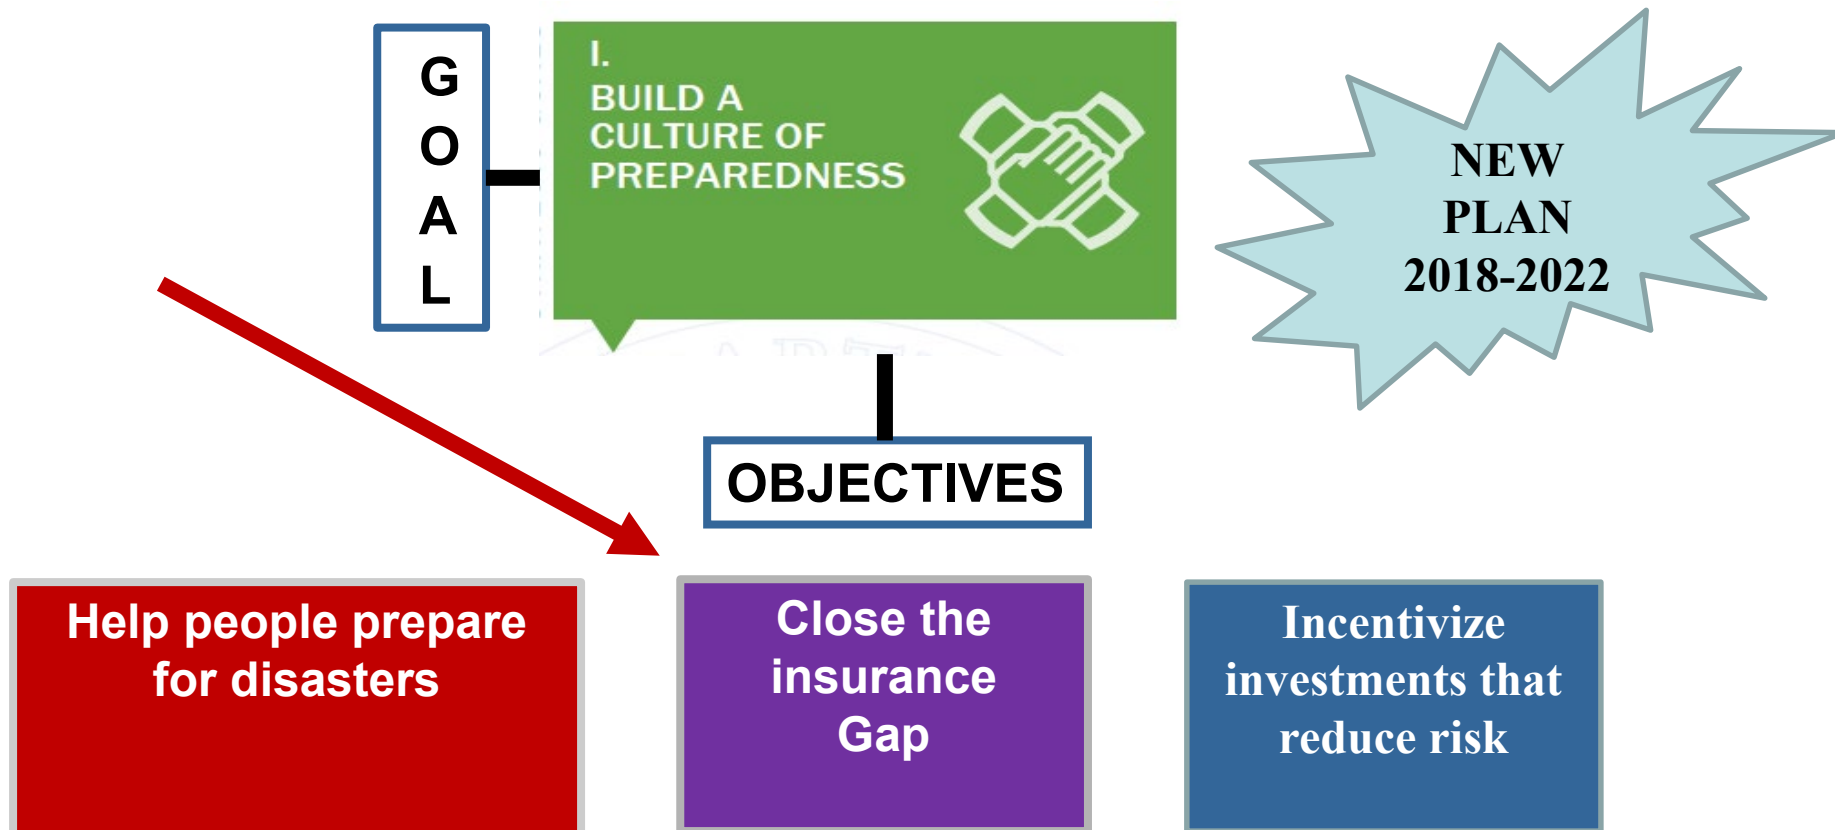 G
O
A
L
I.
BUILD A
CULTURE OF
PREPAREDNESS
NEW
PLAN
2018-2022
OBJECTIVES
Help people prepare
for disasters
Close the
insurance
Gap
Incentivize
investments that
reduce risk